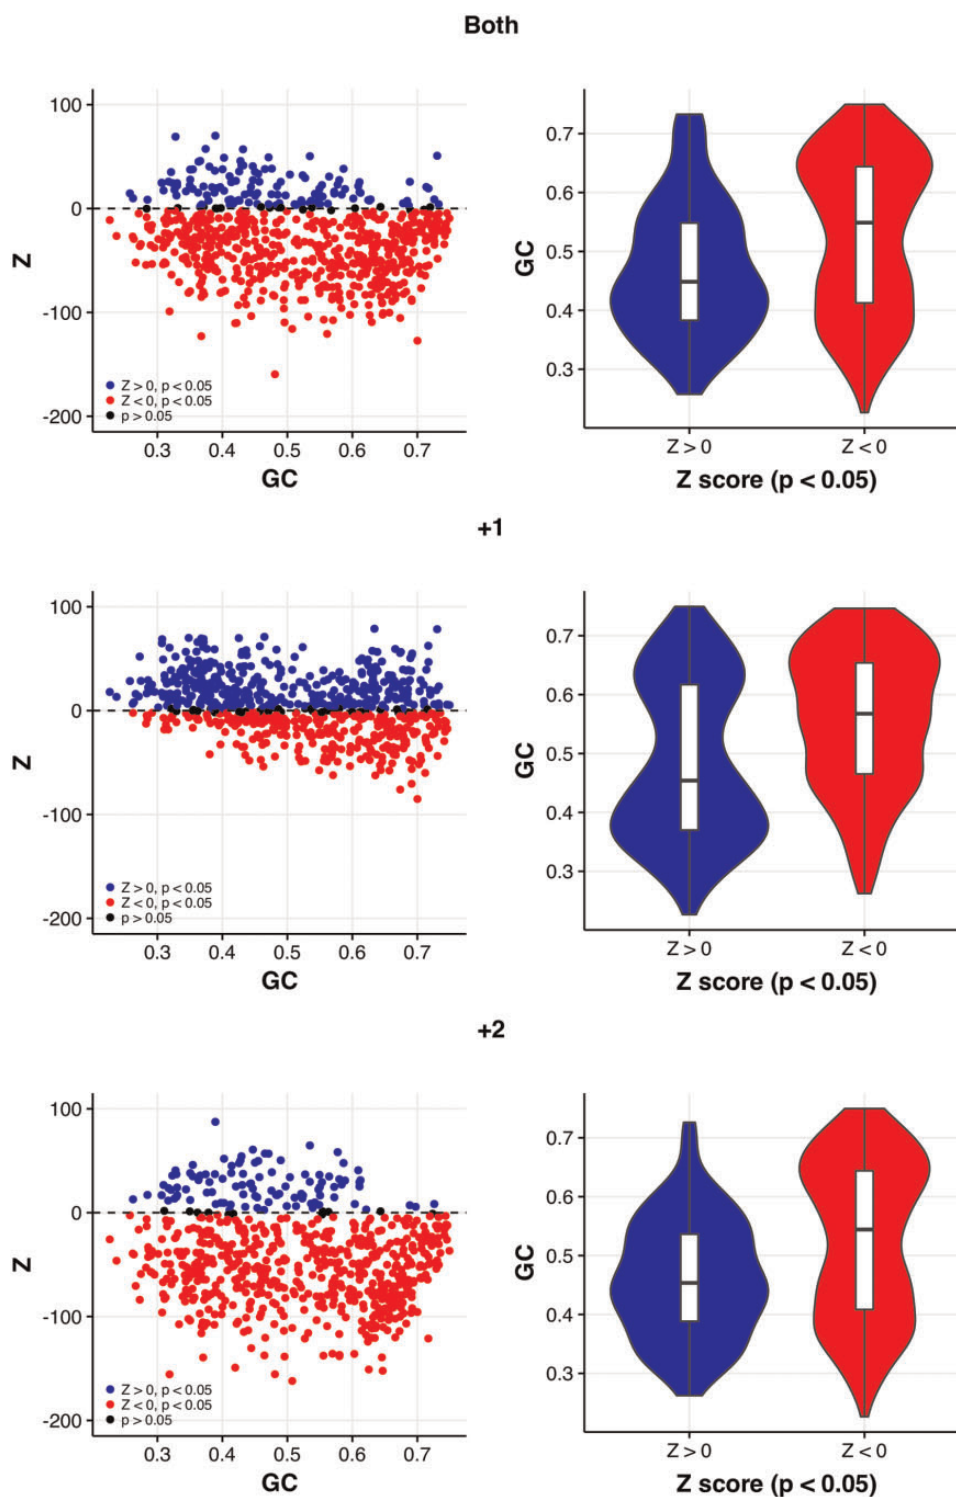 Both
100
0
-100
-200
Z
Z > 0, p < 0.05
Z < 0, p < 0.05
p > 0.05
0.3 0.4 0.5 0.6 0.7
GC
0.7
0.6
0.5
0.4
0.3
GC
Z > 0 Z < 0
Z score (p < 0.05)
+1
100
0
-100
-200
Z
Z > 0, p < 0.05
Z < 0, p < 0.05
p > 0.05
0.3 0.4 0.5 0.6 0.7
GC
0.7
0.6
0.5
0.4
0.3
GC
Z > 0 Z < 0
Z score (p < 0.05)
+2
100
0
-100
-200
Z
Z > 0, p < 0.05
Z < 0, p < 0.05
p > 0.05
0.3 0.4 0.5 0.6 0.7
GC
0.7
0.6
0.5
0.4
0.3
GC
Z > 0 Z < 0
Z score (p < 0.05)